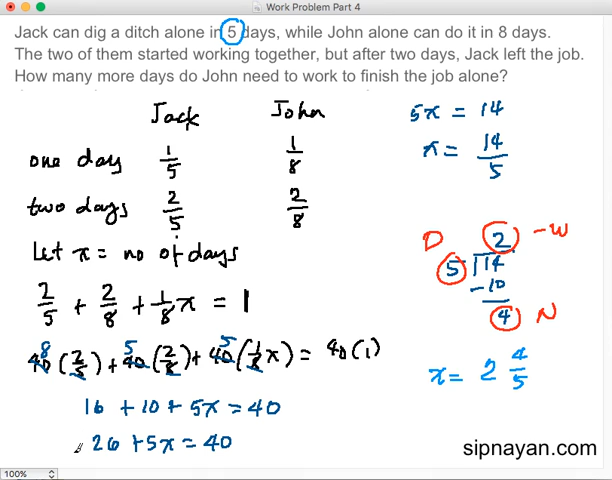 Work Problem Part 4
Jack can dig a ditch alone in 5 days, while John alone can do it in 8 days.
The two of them started working together, but after two days, Jack left the job.
How many more days do John need to work to finish the job alone?
Jack John
one day 1/5 1/8
two days 2/5 2/8
Let x = no of days
2/5 + 2/8 + 1/8 x = 1
8 5 5
40 (2/5) + 40 (2/8) + 40 (1/8 x) = 40 (1)
16 + 10 + 5x = 40
26 + 5x = 40
5x = 14
x = 14/5
D 2 - W
5 14
- 10
4 N
x = 2 4/5
sipnayan.com
100%